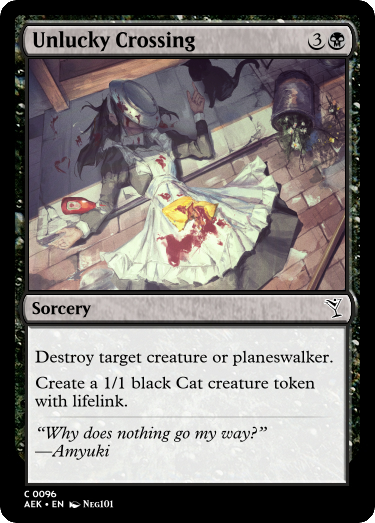 Unlucky Crossing 3
Sorcery
Destroy target creature or planeswalker.
Create a 1/1 black Cat creature token
with lifelink.
“Why does nothing go my way?”
—Amyuki
C 0096
AEK • EN Neg101